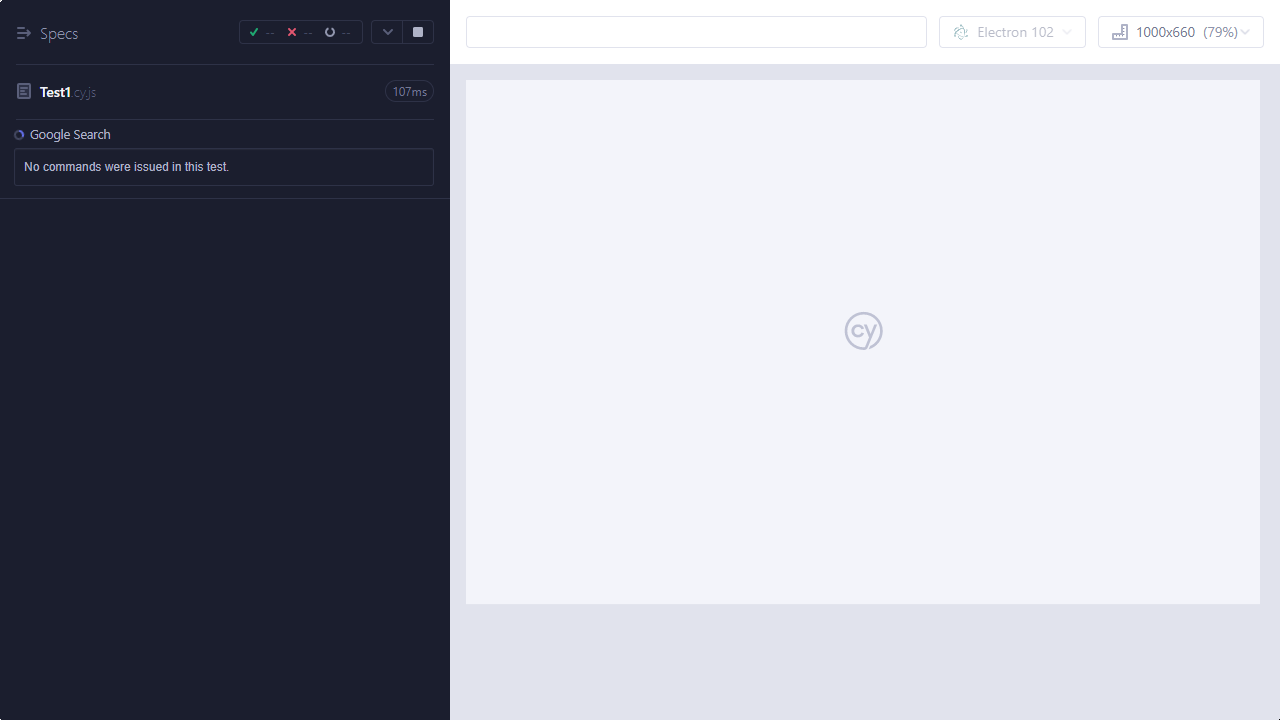 Specs
-- -- --
Test1.cy.js
107ms
Google Search
No commands were issued in this test.
Electron 102
1000x660 (79%)
cy